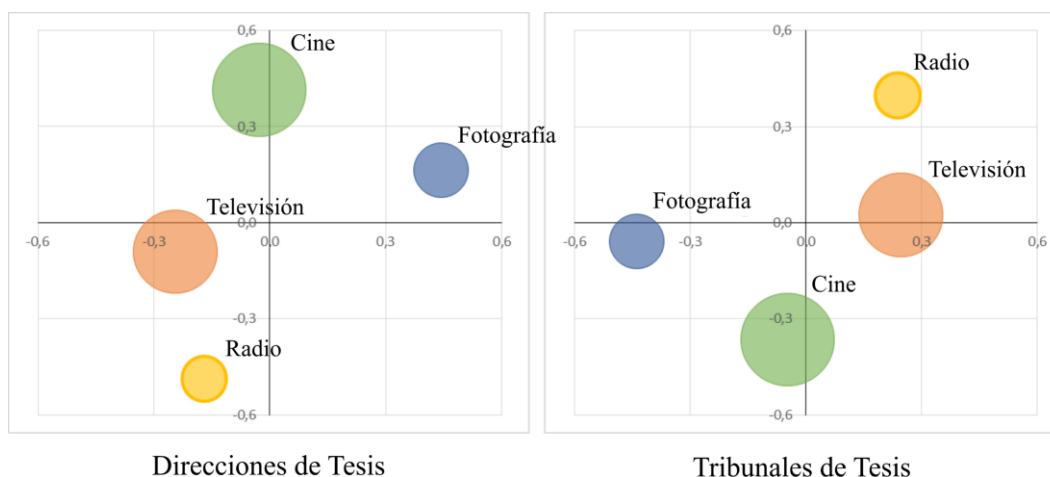 0,6
Cine
Fotografía
0,3
Televisión
0,0
-0,6
-0,3
0,0
0,3
0,6
-0,3
Radio
-0,6
Direcciones de Tesis
0,6
Radio
0,3
Televisión
Fotografía
0,0
-0,6
-0,3
0,0
0,3
0,6
Cine
-0,3
-0,6
Tribunales de Tesis